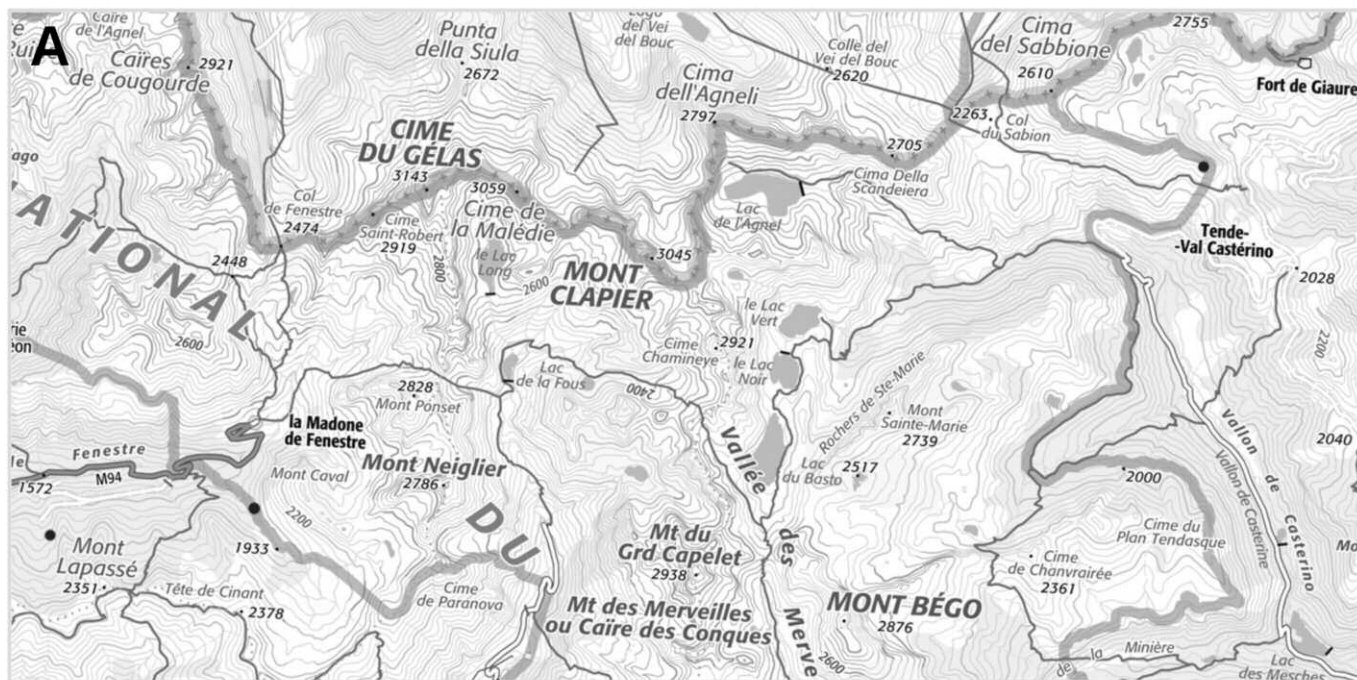 A
Caire
de l'Agnel
Caïres
de Cougourde
2921
Punta
della Siula
2672
del Vei
del Bouc
Colle del
Vei del Bouc
2620
Cima
del Sabbione
2610
2755
Fort de Giaure
Cima
dell'Agneli
2797
2263
Col
du Sabion
2705
Cima Della
Scandeiera
CIME
DU GÉLAS
3143
3059
Cime de
la Malédie
Col
de Fenestre
2474
Cime
Saint-Robert
2919
2800
le Lac
Long
2600
3045
MONT
CLAPIER
Lac
de l'Agnel
Tende-
-Val Castérino
2028
ATIONAL
2448
2600
le Lac
Vert
2921
Cime
Chamineye
le Lac
Noir
2200
Lac
de la Fous
2400
2828
Mont Ponset
la Madone
de Fenestre
Rochers de Ste-Marie
Mont
Sainte-Marie
2739
Vallée
des
Merve
Fenestre
M94
1572
Mont Caval
Mont Neiglier
2786
Lac
du Basto
2517
2000
Vallon
de
Casterino
Vallon de Casterine
2040
2200
DU
Mt du
Grd Capelet
2938
Cime du
Plan Tendasque
1933
Mont
Lapassé
2351
Tête de Cinant
2378
Cime
de Paranova
Cime
de Chanvrairée
2361
Mt des Merveilles
ou Caïre des Conques
MONT BÉGO
2876
2600
de la
Minière
Lac
des Mesches